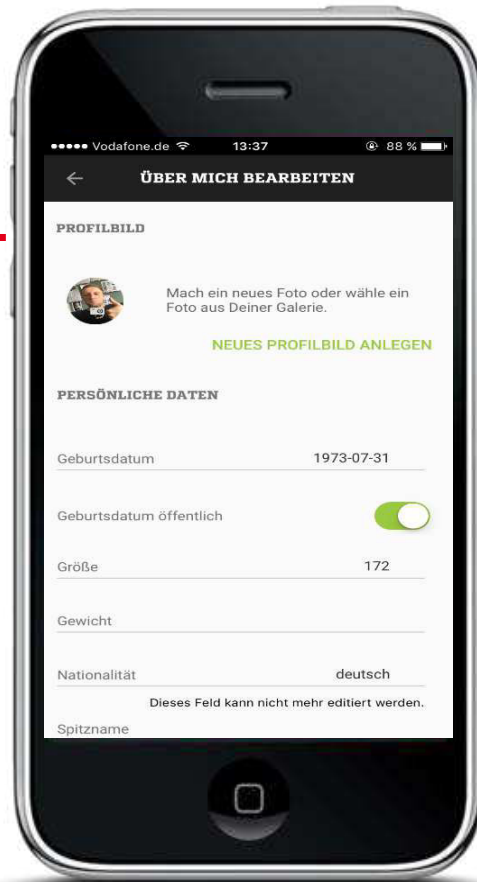 Vodafone.de 13:37 88 %
ÜBER MICH BEARBEITEN
PROFILBILD
Mach ein neues Foto oder wähle ein
Foto aus Deiner Galerie.
NEUES PROFILBILD ANLEGEN
PERSÖNLICHE DATEN
Geburtsdatum 1973-07-31
Geburtsdatum öffentlich
Größe 172
Gewicht
Nationalität deutsch
Dieses Feld kann nicht mehr editiert werden.
Spitzname